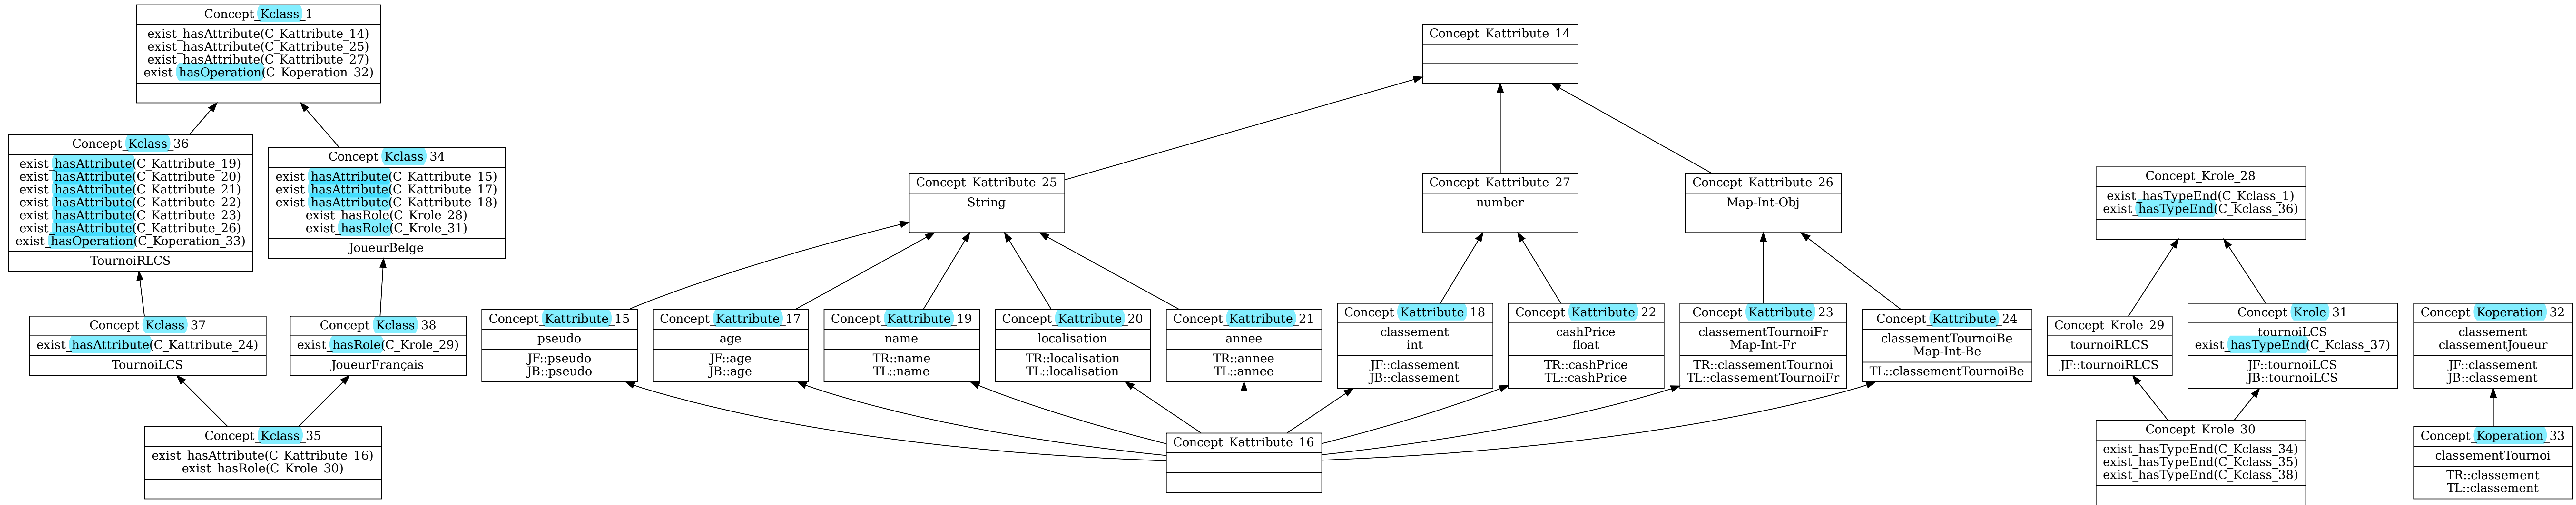 Concept_Kclass_1
exist_hasAttribute(C_Kattribute_14)
exist_hasAttribute(C_Kattribute_25)
exist_hasAttribute(C_Kattribute_27)
exist_hasOperation(C_Koperation_32)
Concept_Kclass_36
exist_hasAttribute(C_Kattribute_19)
exist_hasAttribute(C_Kattribute_20)
exist_hasAttribute(C_Kattribute_21)
exist_hasAttribute(C_Kattribute_22)
exist_hasAttribute(C_Kattribute_23)
exist_hasAttribute(C_Kattribute_26)
exist_hasOperation(C_Koperation_33)
TournoiRLCS
Concept_Kclass_34
exist_hasAttribute(C_Kattribute_15)
exist_hasAttribute(C_Kattribute_17)
exist_hasAttribute(C_Kattribute_18)
exist_hasRole(C_Krole_28)
exist_hasRole(C_Krole_31)
JoueurBelge
Concept_Kclass_37
exist_hasAttribute(C_Kattribute_24)
TournoiLCS
Concept_Kclass_38
exist_hasRole(C_Krole_29)
JoueurFrançais
Concept_Kclass_35
exist_hasAttribute(C_Kattribute_16)
exist_hasRole(C_Krole_30)
Concept_Kattribute_14
Concept_Kattribute_25
String
Concept_Kattribute_27
number
Concept_Kattribute_26
Map-Int-Obj
Concept_Kattribute_15
pseudo
JF::pseudo
JB::pseudo
Concept_Kattribute_17
age
JF::age
JB::age
Concept_Kattribute_19
name
TR::name
TL::name
Concept_Kattribute_20
localisation
TR::localisation
TL::localisation
Concept_Kattribute_21
annee
TR::annee
TL::annee
Concept_Kattribute_18
classement
int
JF::classement
JB::classement
Concept_Kattribute_22
cashPrice
float
TR::cashPrice
TL::cashPrice
Concept_Kattribute_23
classementTournoiFr
Map-Int-Fr
TR::classementTournoi
TL::classementTournoiFr
Concept_Kattribute_24
classementTournoiBe
Map-Int-Be
TL::classementTournoiBe
Concept_Kattribute_16
Concept_Krole_28
exist_hasTypeEnd(C_Kclass_1)
exist_hasTypeEnd(C_Kclass_36)
Concept_Krole_29
tournoiRLCS
JF::tournoiRLCS
Concept_Krole_31
tournoiLCS
exist_hasTypeEnd(C_Kclass_37)
JF::tournoiLCS
JB::tournoiLCS
Concept_Krole_30
exist_hasTypeEnd(C_Kclass_34)
exist_hasTypeEnd(C_Kclass_35)
exist_hasTypeEnd(C_Kclass_38)
Concept_Koperation_32
classement
classementJoueur
JF::classement
JB::classement
Concept_Koperation_33
classementTournoi
TR::classement
TL::classement